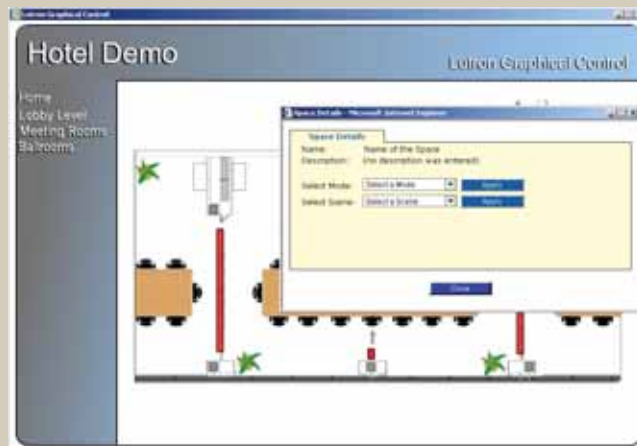 Lutron Graphical Control
Hotel Demo
Lutron Graphical Control
Home
Lobby Level
Meeting Rooms
Ballrooms
Space Details - Microsoft Internet Explorer
Space Details
Name: Name of the Space
Description: (no description was entered)
Select Mode: Select a Mode Apply
Select Scene: Select a Scene Apply
Close